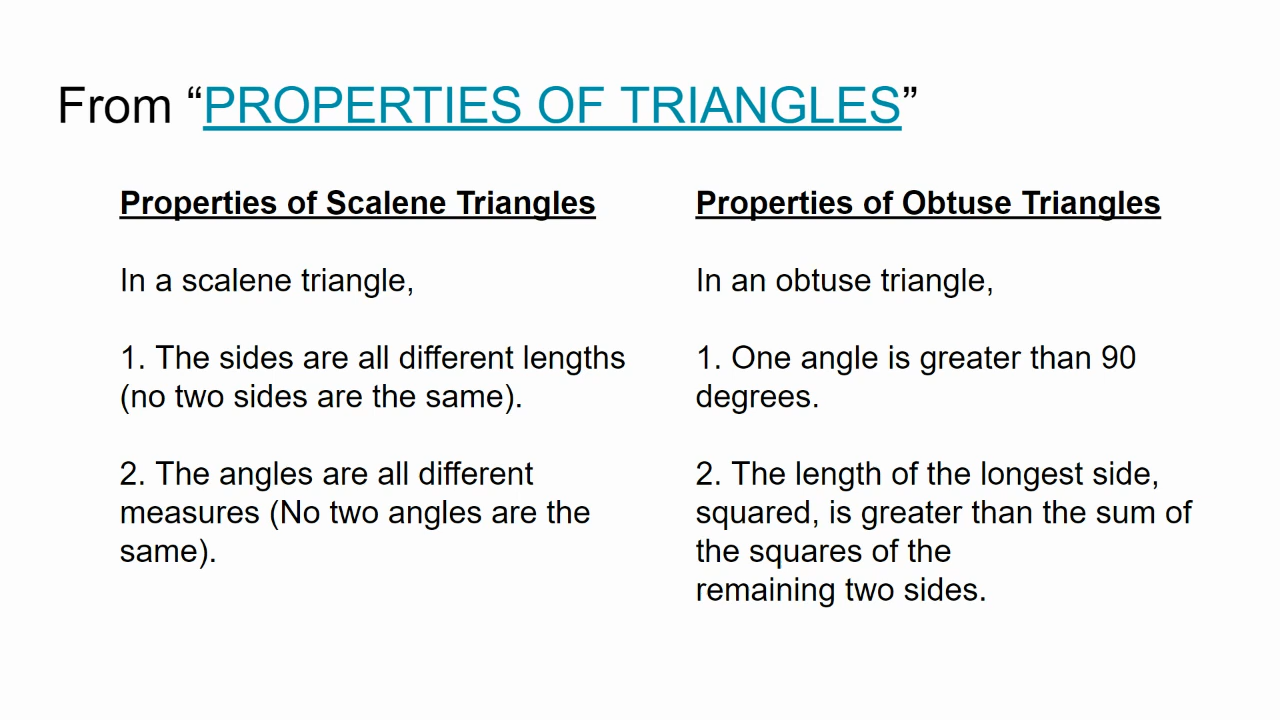 From “PROPERTIES OF TRIANGLES”
Properties of Scalene Triangles
In a scalene triangle,
1. The sides are all different lengths
(no two sides are the same).
2. The angles are all different
measures (No two angles are the
same).
Properties of Obtuse Triangles
In an obtuse triangle,
1. One angle is greater than 90
degrees.
2. The length of the longest side,
squared, is greater than the sum of
the squares of the
remaining two sides.